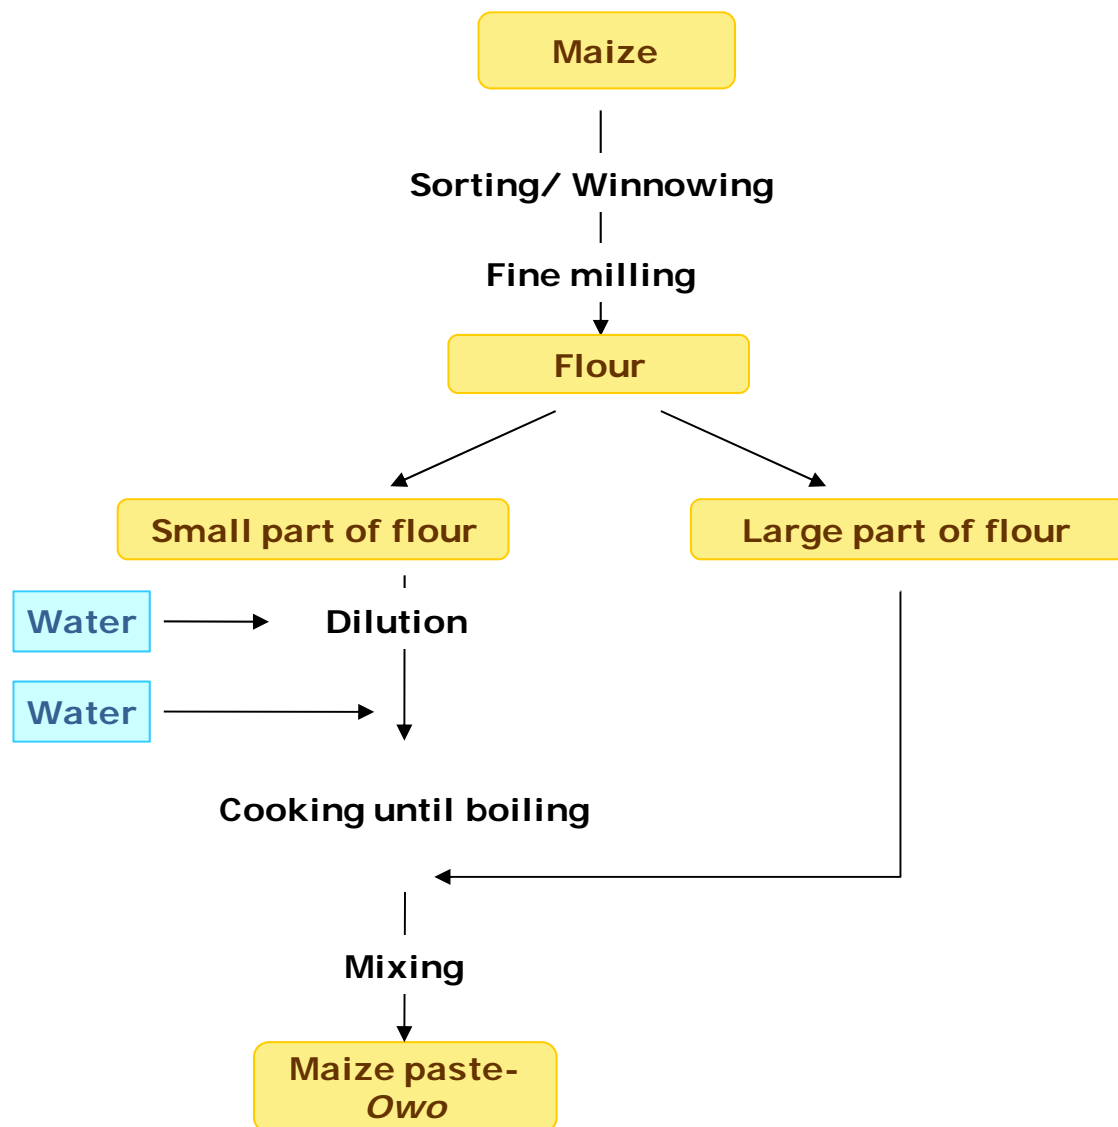 Maize
Sorting/ Winnowing
Fine milling
Flour
Small part of flour
Large part of flour
Water
Dilution
Water
Cooking until boiling
Mixing
Maize paste-
Owo